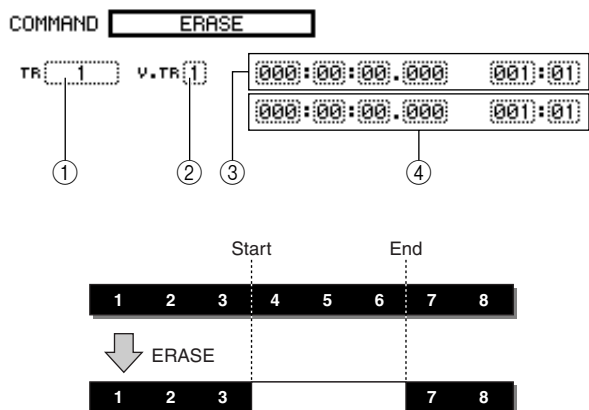 COMMAND ERASE
TR 1 V.TR 1 000:00:00.000 001:01
000:00:00.000 001:01
① ② ③ ④
Start End
1 2 3 4 5 6 7 8
ERASE
1 2 3 7 8